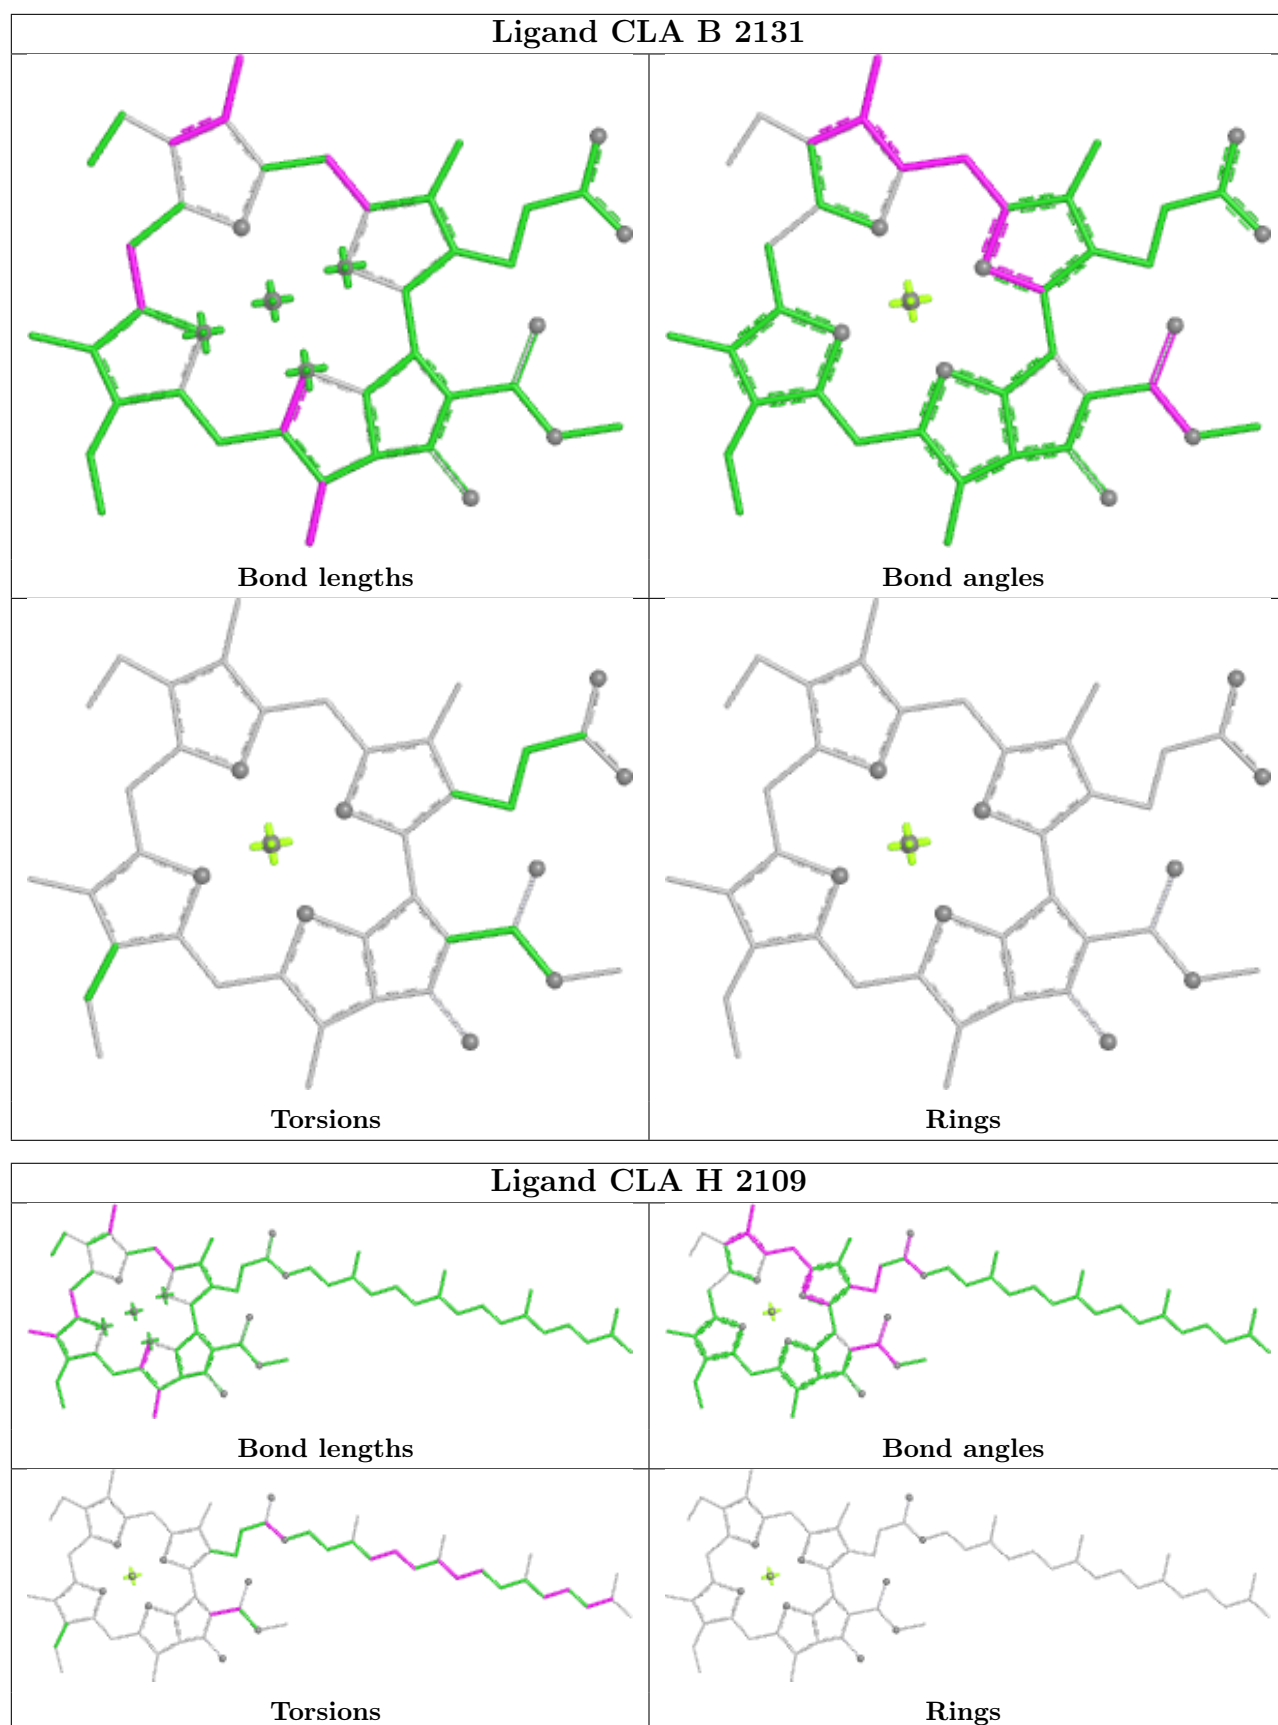 Ligand CLA B 2131
Bond lengths
Bond angles
Torsions
Rings
Ligand CLA H 2109
Bond lengths
Bond angles
Torsions
Rings